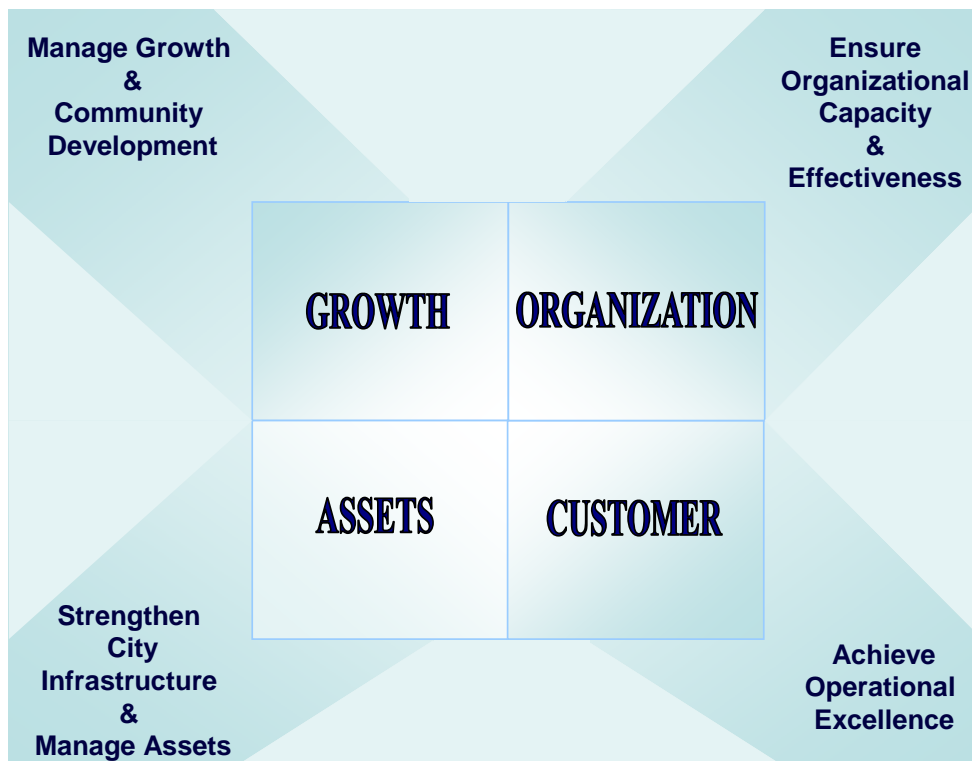 Manage Growth
&
Community
Development
Ensure
Organizational
Capacity
&
Effectiveness
GROWTH
ORGANIZATION
ASSETS
CUSTOMER
Strengthen
City
Infrastructure
&
Manage Assets
Achieve
Operational
Excellence